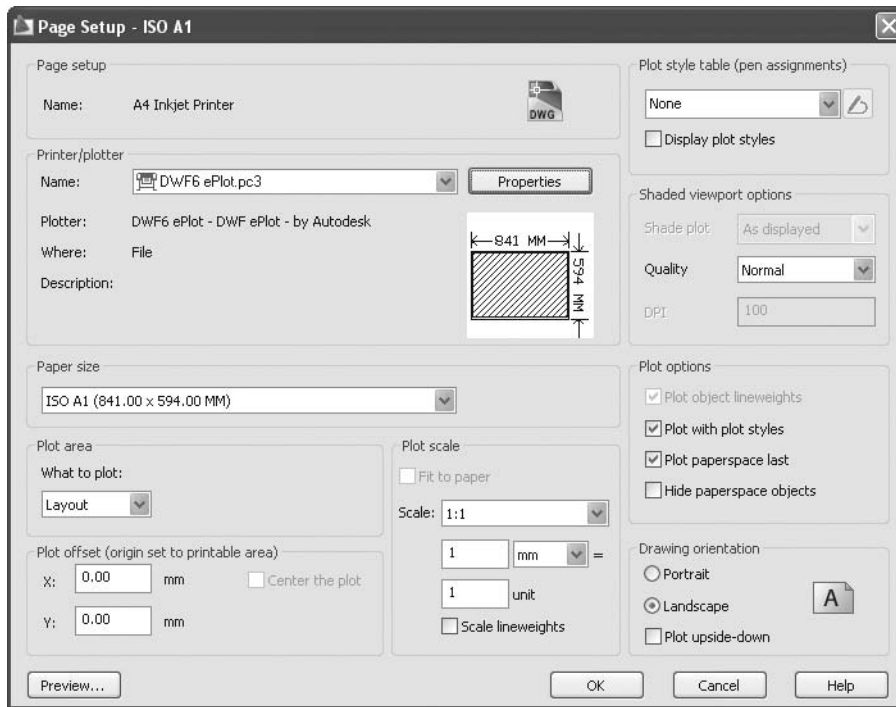 Page Setup - ISO A1
Page setup
Name: A4 Inkjet Printer
DWG
Printer/plotter
Name: DWF6 ePlot.pc3 Properties
Plotter: DWF6 ePlot - DWF ePlot - by Autodesk
Where: File
Description:
841 MM
594 MM
Paper size
ISO A1 (841.00 x 594.00 MM)
Plot area
What to plot:
Layout
Plot offset (origin set to printable area)
X: 0.00 mm Center the plot
Y: 0.00 mm
Plot scale
Fit to paper
Scale: 1:1
1 mm =
1 unit
Scale lineweights
Plot style table (pen assignments)
None
Display plot styles
Shaded viewport options
Shade plot As displayed
Quality Normal
DPI 100
Plot options
Plot object lineweights
Plot with plot styles
Plot paperspace last
Hide paperspace objects
Drawing orientation
Portrait
Landscape
A
Plot upside-down
Preview... OK Cancel Help